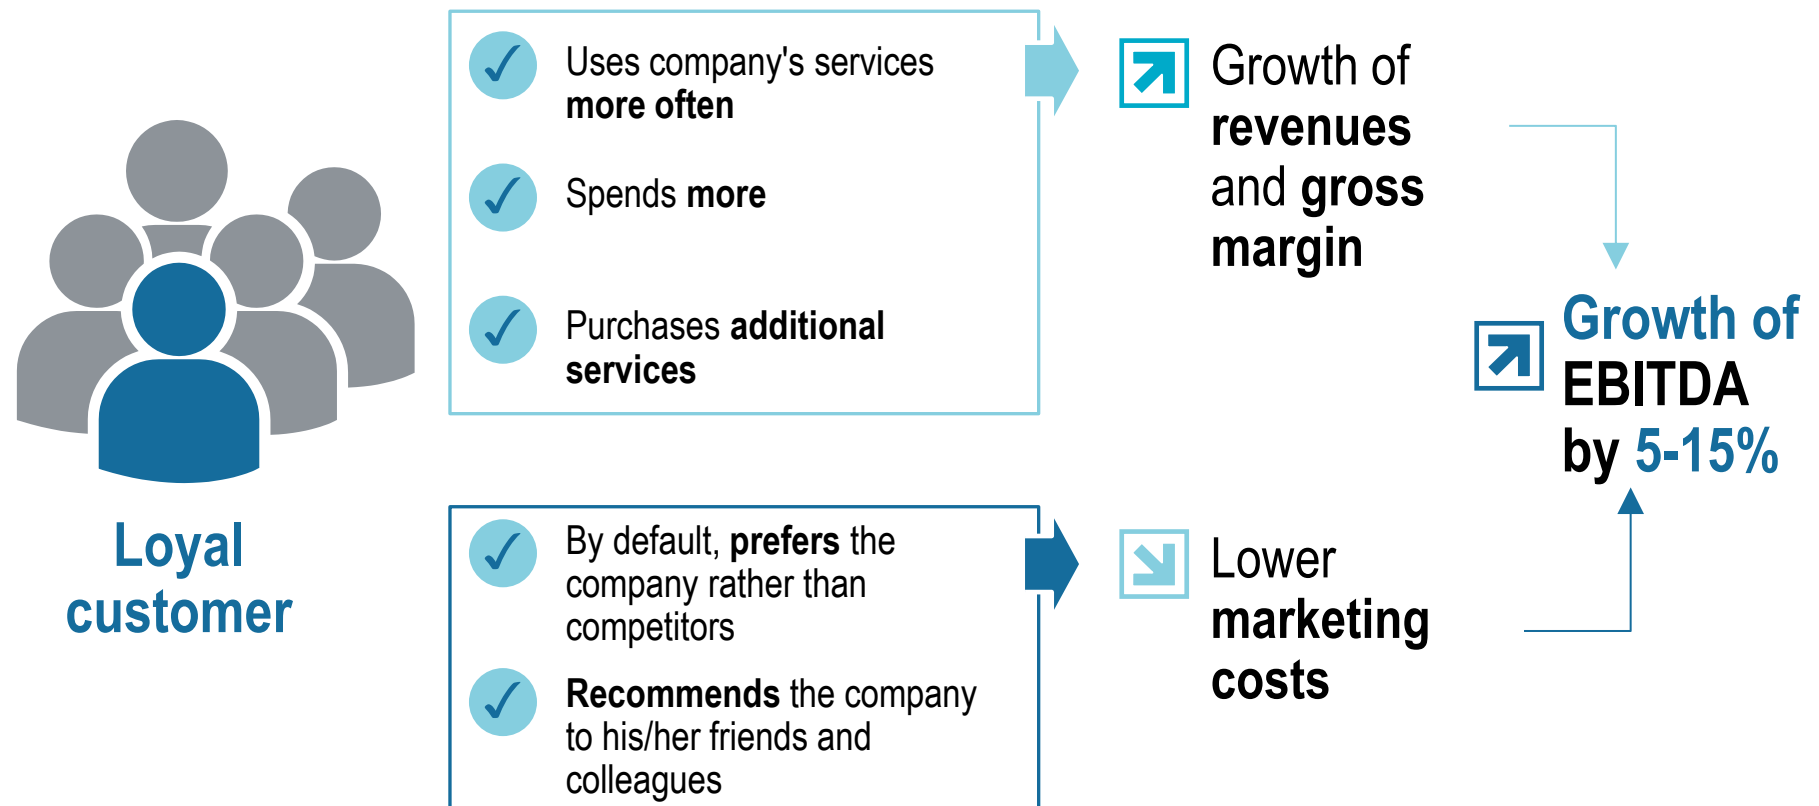 Loyal
customer
Uses company's services
more often
Spends more
Purchases additional
services
Growth of
revenues
and gross
margin
By default, prefers the
company rather than
competitors
Recommends the company
to his/her friends and
colleagues
Lower
marketing
costs
Growth of
EBITDA
by 5-15%